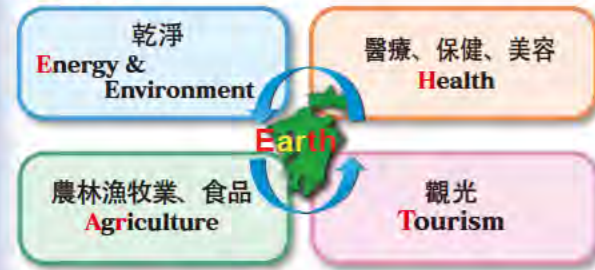 乾淨
Energy &
Environment
醫療、保健、美容
Health
Earth
農林漁牧業、食品
Agriculture
觀光
Tourism